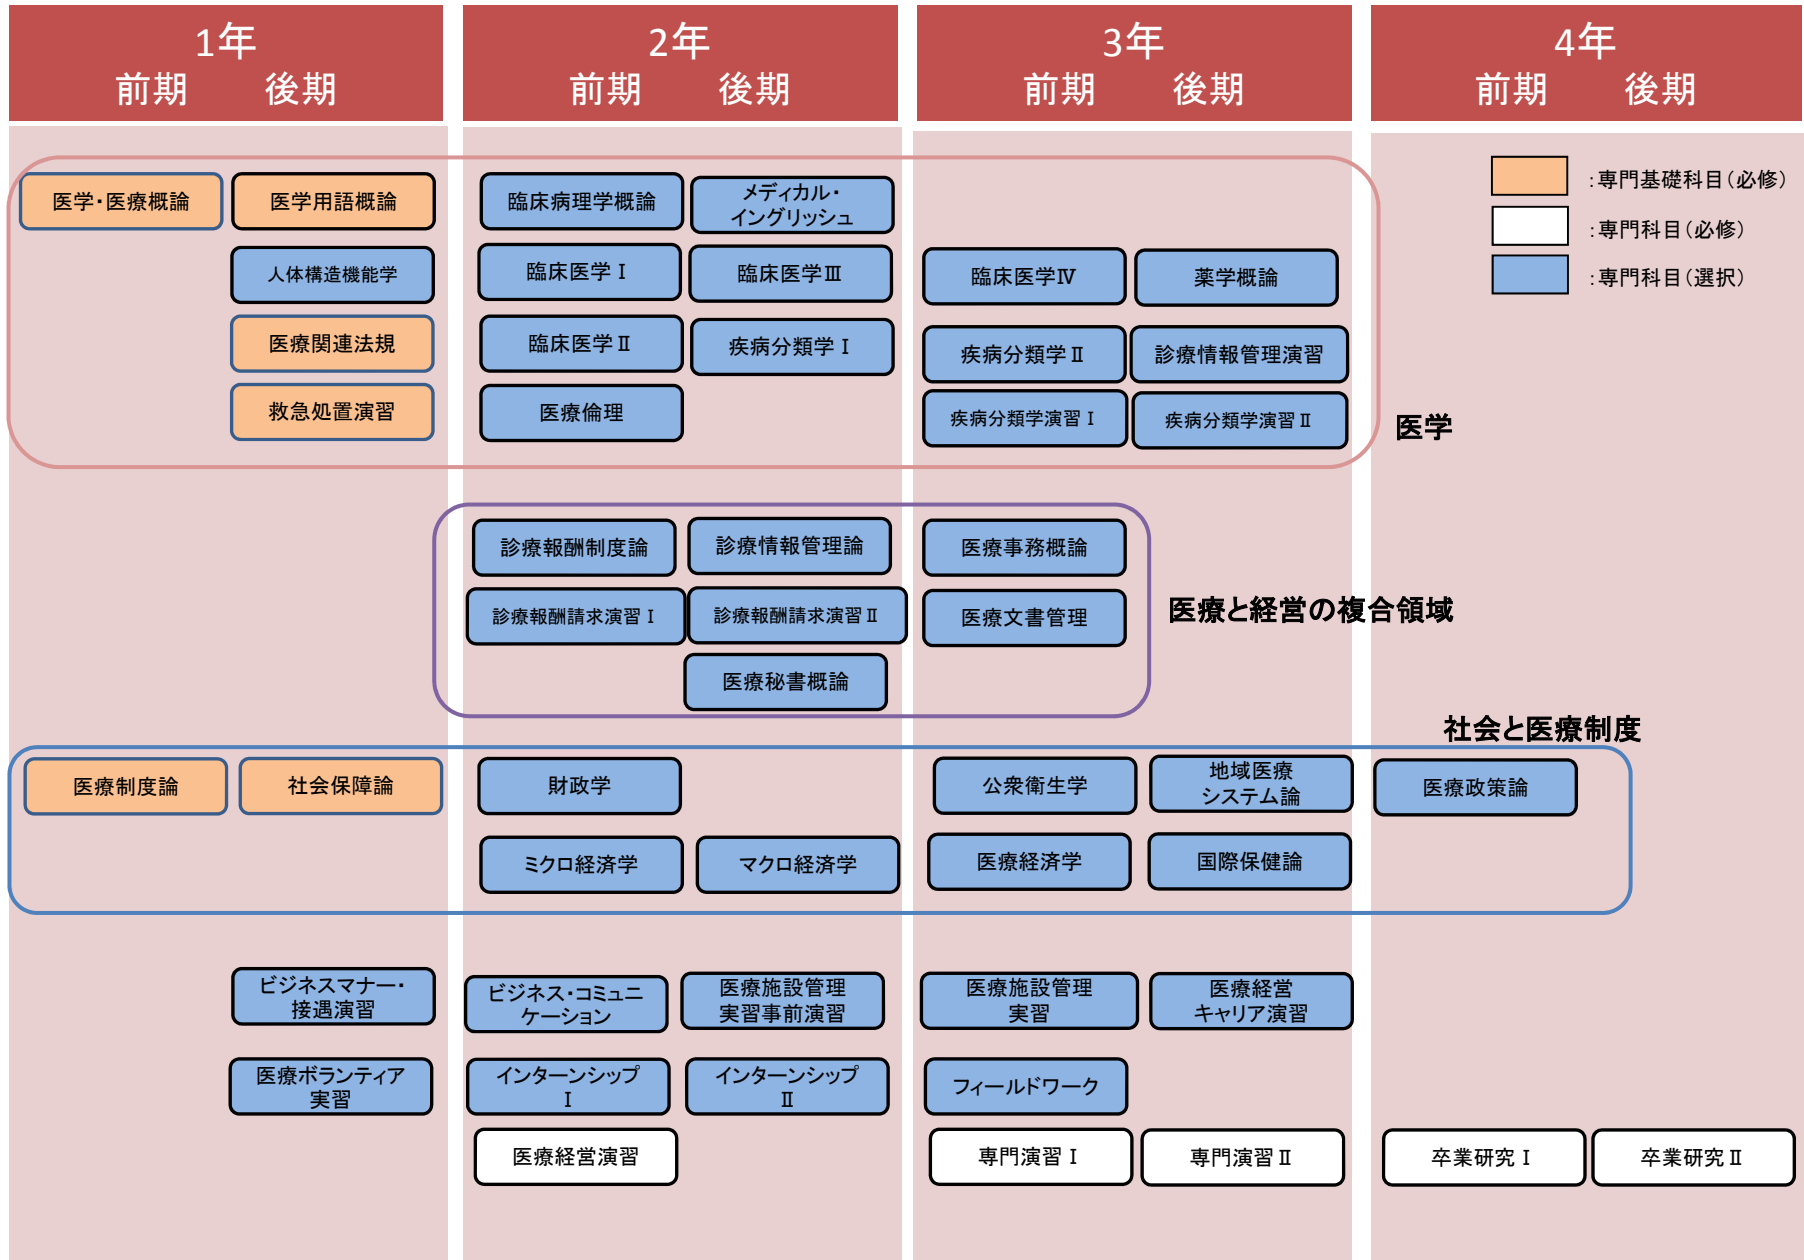 1年
前期 後期
2年
前期 後期
3年
前期 後期
4年
前期 後期
:専門基礎科目(必修)
:専門科目(必修)
:専門科目(選択)
医学・医療概論
医学用語概論
臨床病理学概論
メディカル・
イングリッシュ
人体構造機能学
臨床医学Ⅰ
臨床医学Ⅲ
臨床医学Ⅳ
薬学概論
医療関連法規
臨床医学Ⅱ
疾病分類学Ⅰ
疾病分類学Ⅱ
診療情報管理演習
救急処置演習
医療倫理
疾病分類学演習Ⅰ
疾病分類学演習Ⅱ
医学
診療報酬制度論
診療情報管理論
医療事務概論
診療報酬請求演習Ⅰ
診療報酬請求演習Ⅱ
医療文書管理
医療と経営の複合領域
医療秘書概論
社会と医療制度
医療制度論
社会保障論
財政学
公衆衛生学
地域医療
システム論
医療政策論
ミクロ経済学
マクロ経済学
医療経済学
国際保健論
ビジネスマナー・
接遇演習
ビジネス・コミュニ
ケーション
医療施設管理
実習事前演習
医療施設管理
実習
医療経営
キャリア演習
医療ボランティア
実習
インターンシップ
Ⅰ
インターンシップ
Ⅱ
フィールドワーク
医療経営演習
専門演習Ⅰ
専門演習Ⅱ
卒業研究Ⅰ
卒業研究Ⅱ